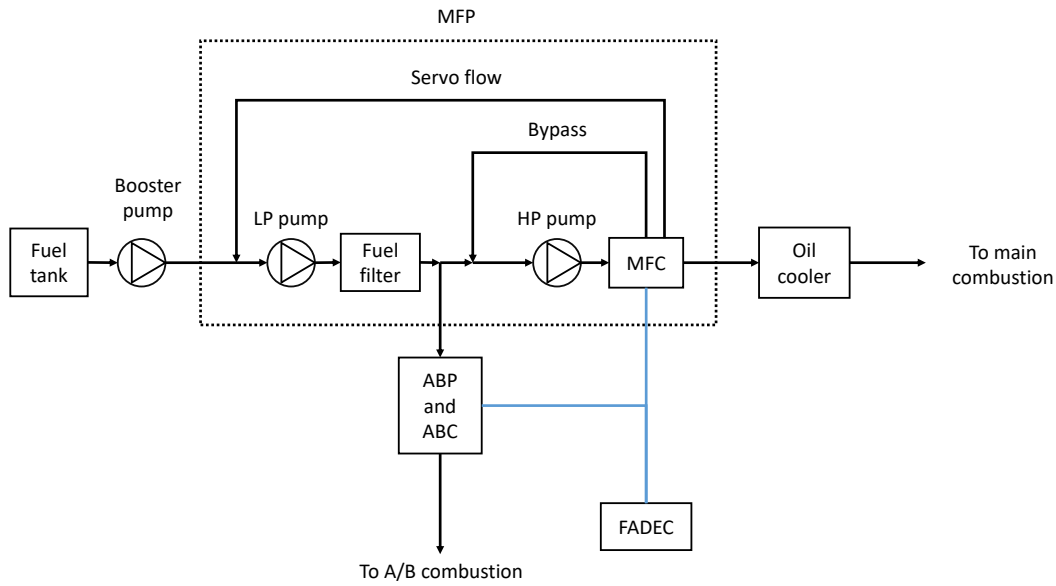 MFP
Servo flow
Bypass
Booster
pump
LP pump
HP pump
Fuel
tank
Fuel
filter
MFC
Oil
cooler
To main
combustion
ABP
and
ABC
FADEC
To A/B combustion